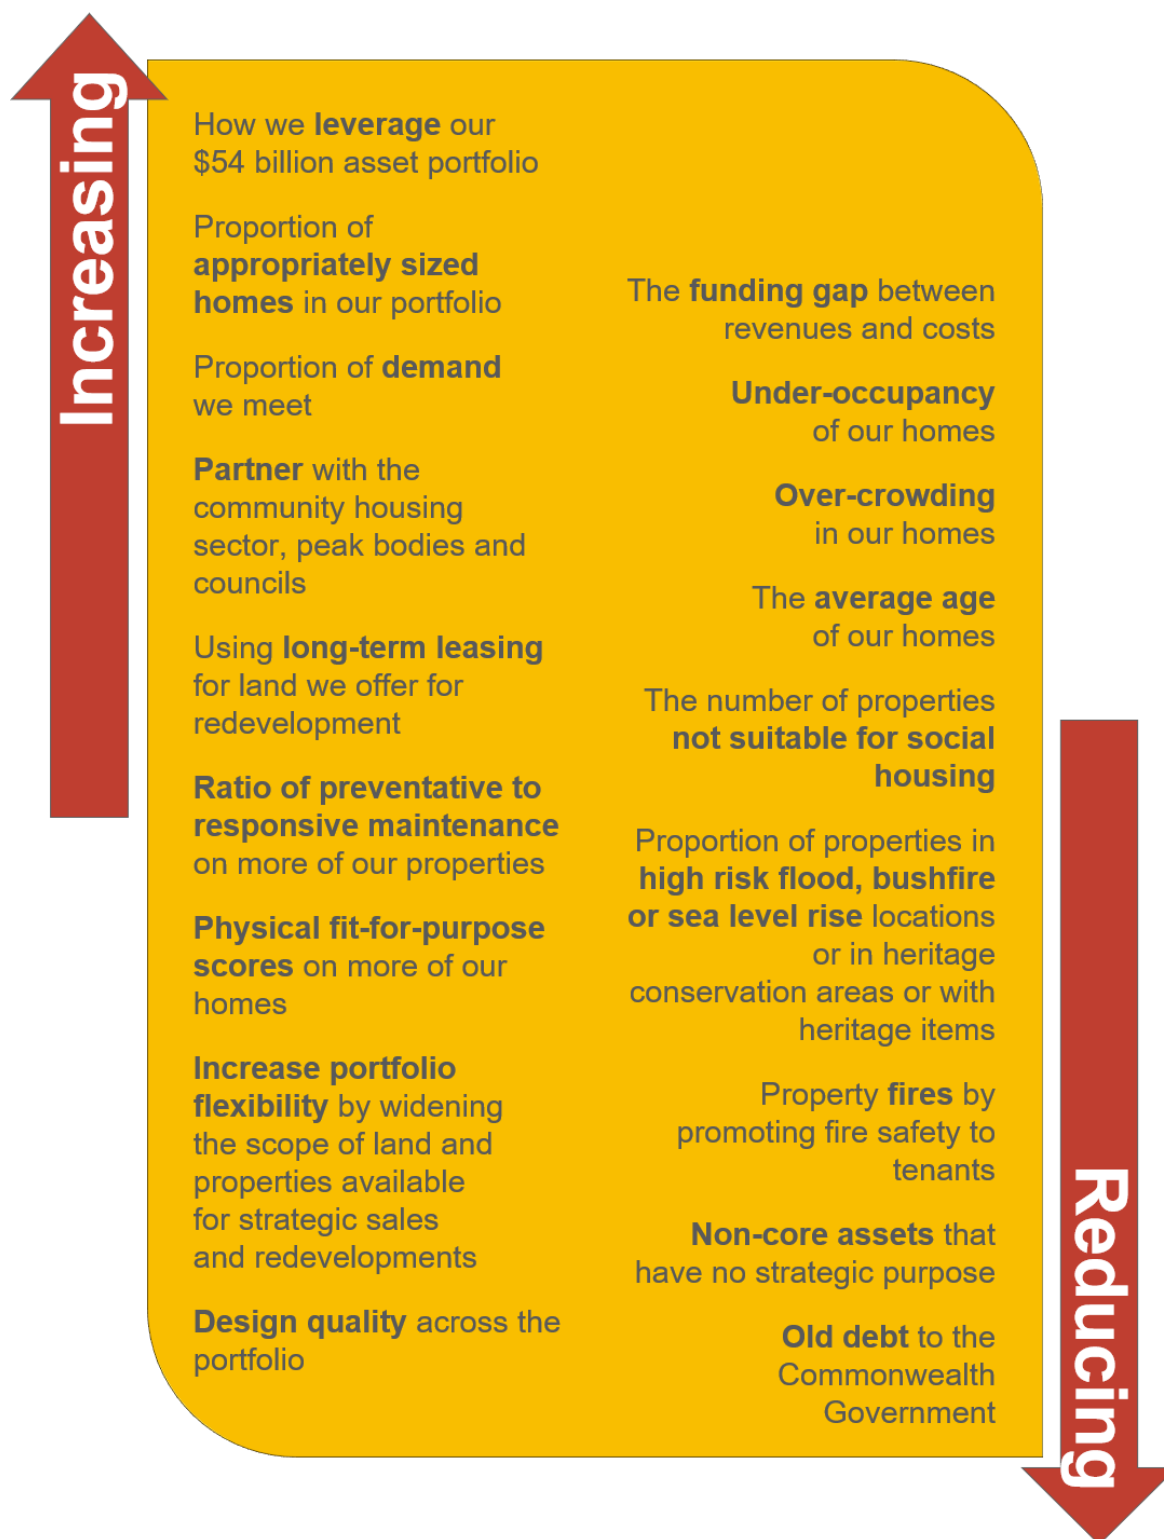 Increasing
How we leverage our
$54 billion asset portfolio
Proportion of
appropriately sized
homes in our portfolio
Proportion of demand
we meet
Partner with the
community housing
sector, peak bodies and
councils
Using long-term leasing
for land we offer for
redevelopment
Ratio of preventative to
responsive maintenance
on more of our properties
Physical fit-for-purpose
scores on more of our
homes
Increase portfolio
flexibility by widening
the scope of land and
properties available
for strategic sales
and redevelopments
Design quality across the
portfolio
The funding gap between
revenues and costs
Under-occupancy
of our homes
Over-crowding
in our homes
The average age
of our homes
The number of properties
not suitable for social
housing
Proportion of properties in
high risk flood, bushfire
or sea level rise locations
or in heritage
conservation areas or with
heritage items
Property fires by
promoting fire safety to
tenants
Non-core assets that
have no strategic purpose
Old debt to the
Commonwealth
Government
Reducing